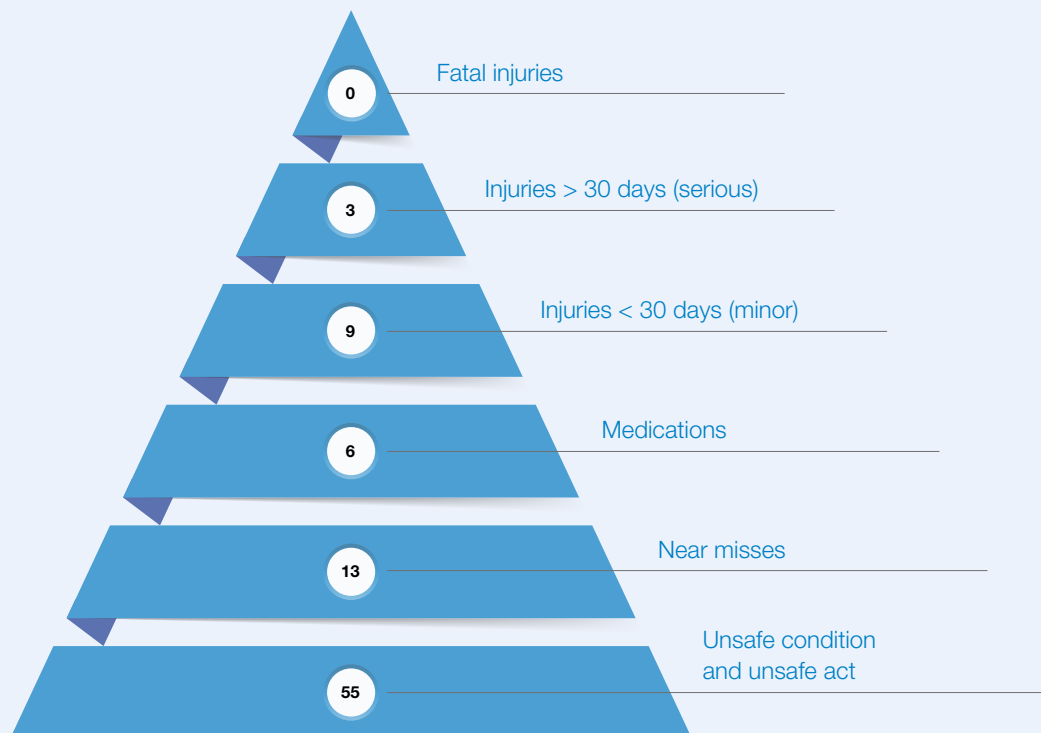 Fatal injuries
0
Injuries > 30 days (serious)
3
Injuries < 30 days (minor)
9
Medications
6
Near misses
13
Unsafe condition
and unsafe act
55